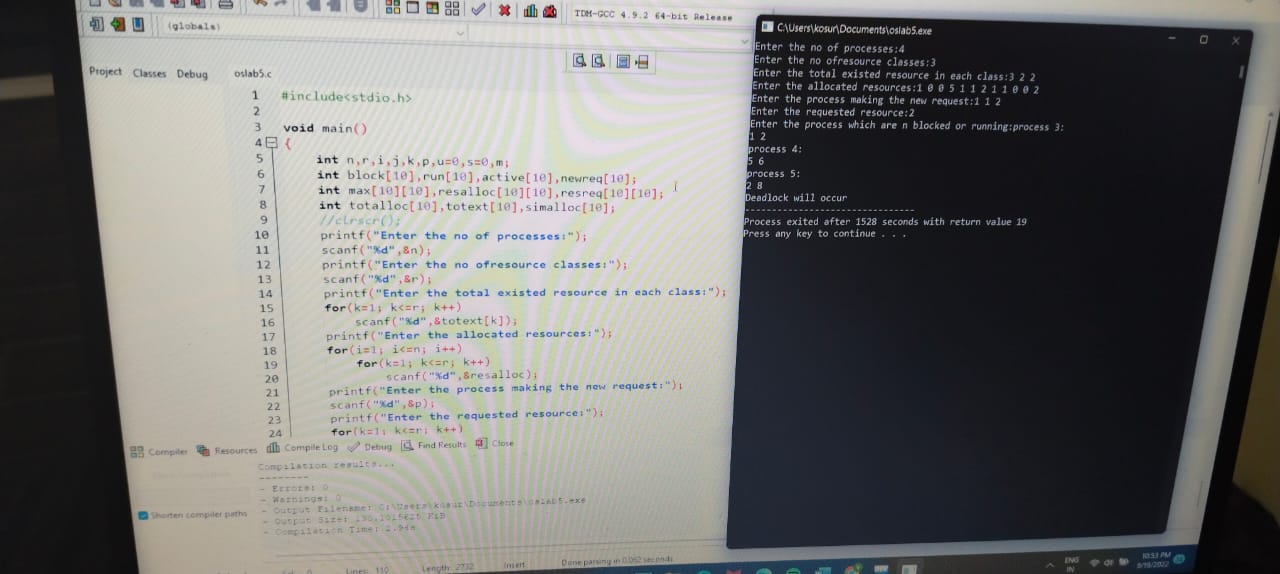 TDM-GCC 4.9.2 64-bit Release
(globals)
Project Classes Debug
oslab5.c
1 #include<stdio.h>
2
3 void main()
4 {
5 int n,r,i,j,k,p,u=0,s=0,m;
6 int block[10],run[10],active[10],newreq[10];
7 int max[10][10],resalloc[10][10],resreq[10][10];
8 int totalloc[10],totext[10],simalloc[10];
9 //clrscr();
10 printf("Enter the no of processes:");
11 scanf("%d",&n);
12 printf("Enter the no ofresource classes:");
13 scanf("%d",&r);
14 printf("Enter the total existed resource in each class:");
15 for(k=1; k<=r; k++)
16 scanf("%d",&totext[k]);
17 printf("Enter the allocated resources:");
18 for(i=1; i<=n; i++)
19 for(k=1; k<=r; k++)
20 scanf("%d",&resalloc);
21 printf("Enter the process making the new request:");
22 scanf("%d",&p);
23 printf("Enter the requested resource:");
24 for(k=1; k<=r; k++)
Compiler Resources Compile Log Debug Find Results Close
Compilation results...
--------
- Errors: 0
- Warnings: 0
- Output Filename: C:\Users\kosur\Documents\oslab5.exe
- Output Size: KiB
- Compilation Time: 2.94s
Shorten compiler paths
Lines: 110 Length: 2732 Insert Done parsing in 0.062 seconds
C:\Users\kosur\Documents\oslab5.exe
Enter the no of processes:4
Enter the no ofresource classes:3
Enter the total existed resource in each class:3 2 2
Enter the allocated resources:1 0 0 5 1 1 2 1 1 0 0 2
Enter the process making the new request:1 1 2
Enter the requested resource:2
Enter the process which are n blocked or running:process 3:
1 2
process 4:
5 6
process 5:
2 8
Deadlock will occur
--------------------------------
Process exited after 1528 seconds with return value 19
Press any key to continue . . .
ENG
IN
10:53 PM
9/19/2022